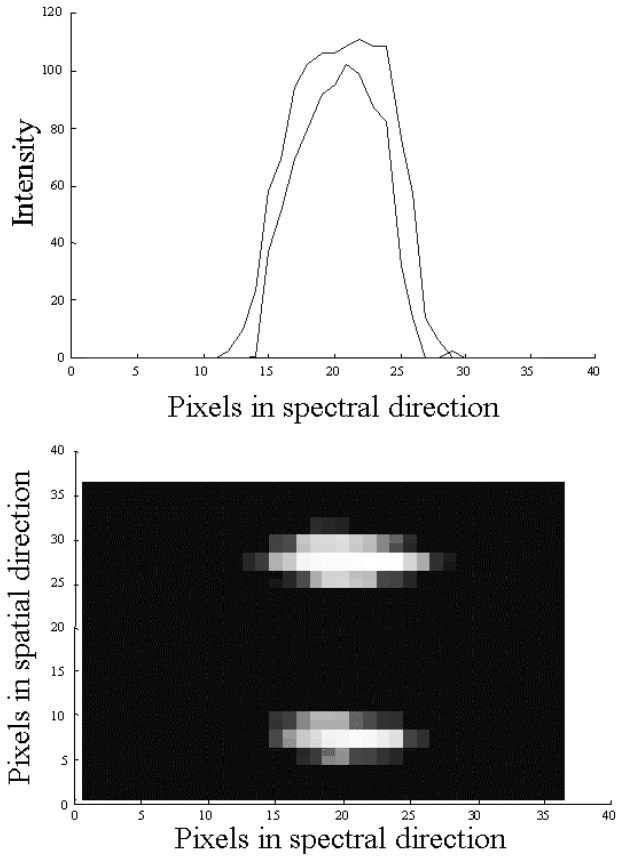 120
100
80
60
40
20
0
Intensity
0 5 10 15 20 25 30 35 40
Pixels in spectral direction
40
35
30
25
20
15
10
5
0
Pixels in spatial direction
0 5 10 15 20 25 30 35 40
Pixels in spectral direction